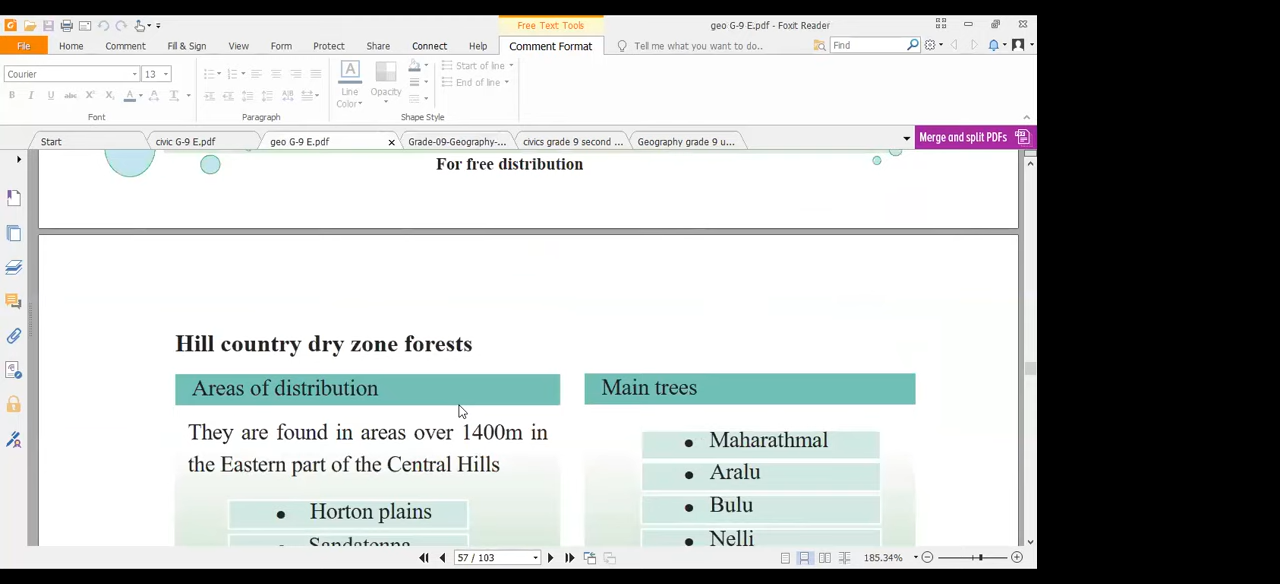 Free Text Tools
geo G-9 E.pdf - Foxit Reader
File Home Comment Fill & Sign View Form Protect Share Connect Help Comment Format Tell me what you want to do.. Find
Courier 13
Line Color Opacity
Start of line
End of line
B I U abc X² X, A A T
Font Paragraph Shape Style
Start civic G-9 E.pdf geo G-9 E.pdf Grade-09-Geography-... civics grade 9 second ... Geography grade 9 u... Merge and split PDFs
For free distribution
Hill country dry zone forests
Areas of distribution
They are found in areas over 1400m in
the Eastern part of the Central Hills
• Horton plains
Main trees
• Maharathmal
• Aralu
• Bulu
• Nelli
57 / 103 185.34%